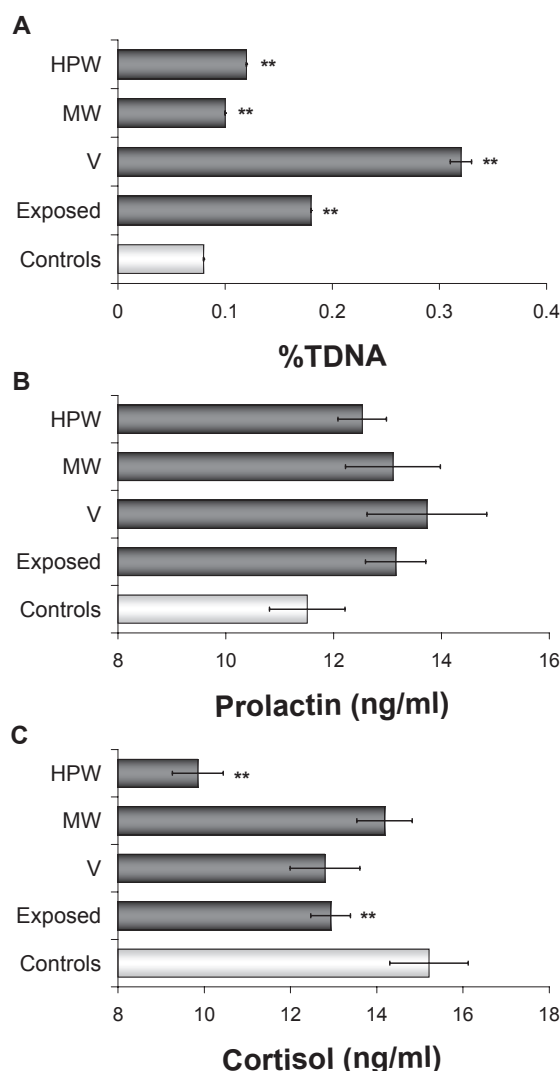 A
HPW
**
MW
**
V
**
Exposed
**
Controls
0 0.1 0.2 0.3 0.4
%TDNA
B
HPW
MW
V
Exposed
Controls
8 10 12 14 16
Prolactin (ng/ml)
C
HPW
**
MW
V
Exposed
**
Controls
8 10 12 14 16 18
Cortisol (ng/ml)